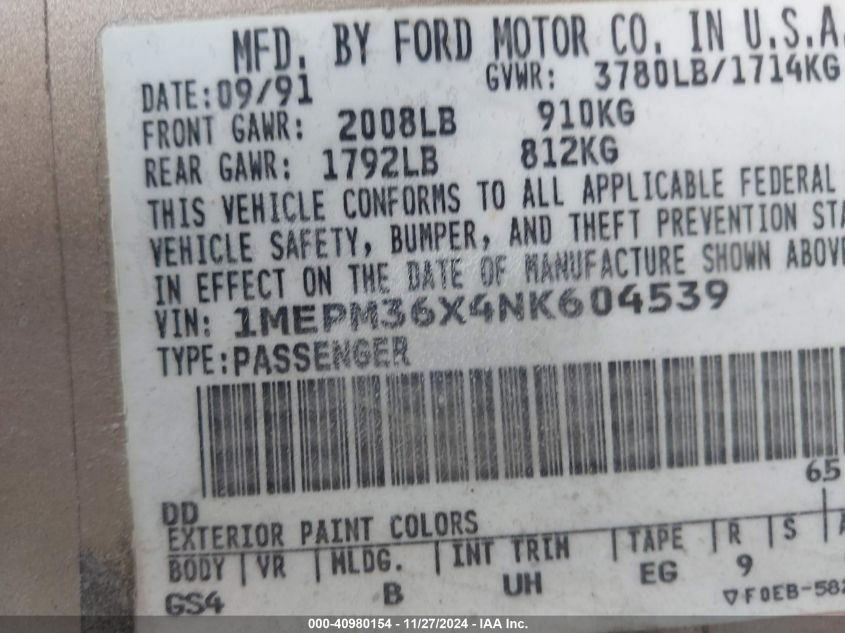 MFD. BY FORD MOTOR CO. IN U.S.A.
DATE:09/91 GVWR: 3780LB/1714KG
FRONT GAWR: 2008LB 910KG
REAR GAWR: 1792LB 812KG
THIS VEHICLE CONFORMS TO ALL APPLICABLE FEDERAL
VEHICLE SAFETY, BUMPER, AND THEFT PREVENTION STA
IN EFFECT ON THE DATE OF MANUFACTURE SHOWN ABOVE
VIN: 1MEPM36X4NK604539
TYPE:PASSENGER
65
DD
EXTERIOR PAINT COLORS
BODY VR MLDG. INT TRIM TAPE R S A
GS4 B UH EG 9
▽F0EB-582
000-40980154 - 11/27/2024 - IAA Inc.